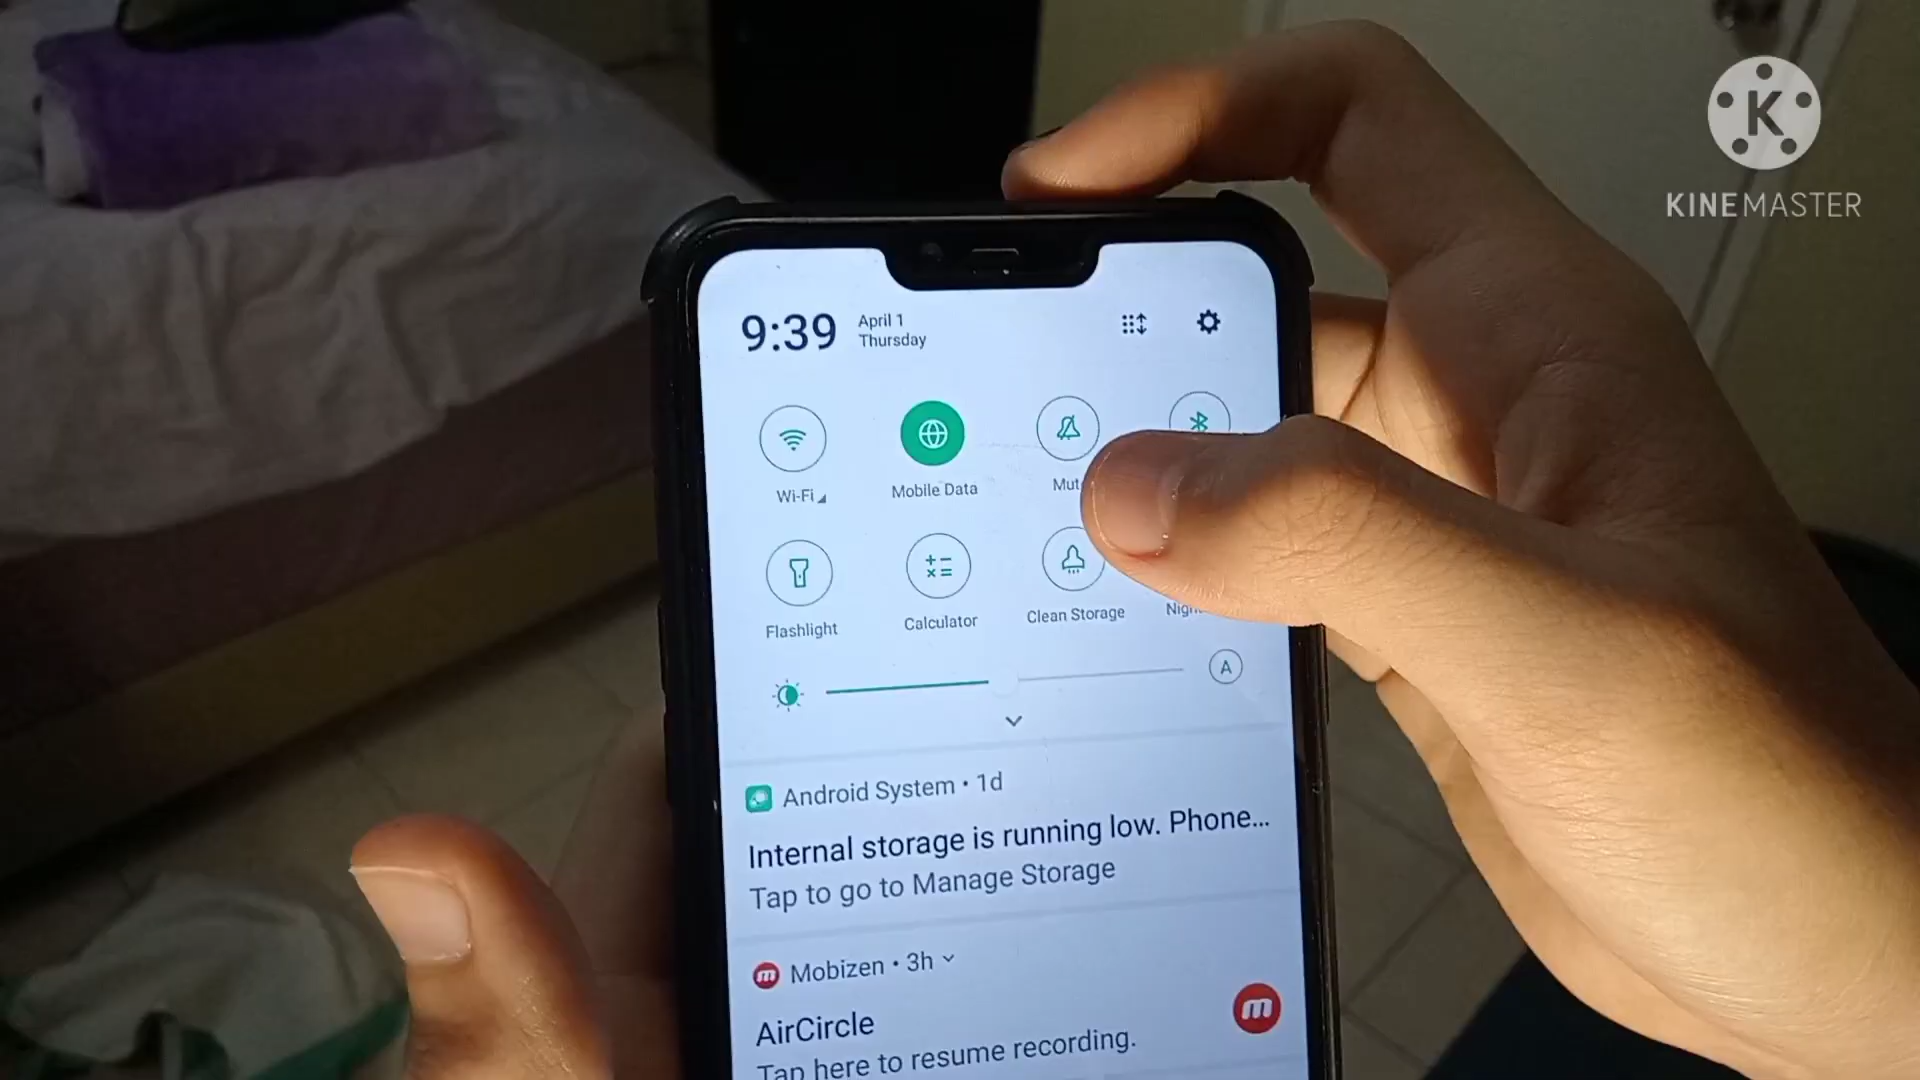 K
KINEMASTER
9:39
April 1
Thursday
Wi-Fi
Mobile Data
Flashlight
Calculator
Clean Storage
A
Android System • 1d
Internal storage is running low. Phone...
Tap to go to Manage Storage
m Mobizen • 3h
AirCircle
m
Tap here to resume recording.